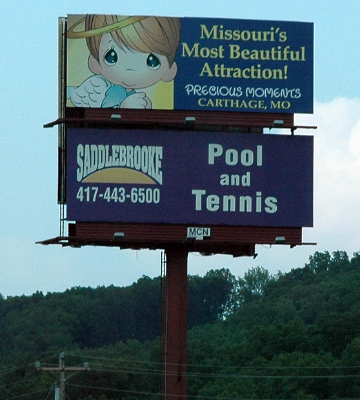 Missouri's
Most Beautiful
Attraction!
PRECIOUS MOMENTS
CARTHAGE, MO
SADDLEBROOKE
417-443-6500
Pool
and
Tennis
MCN